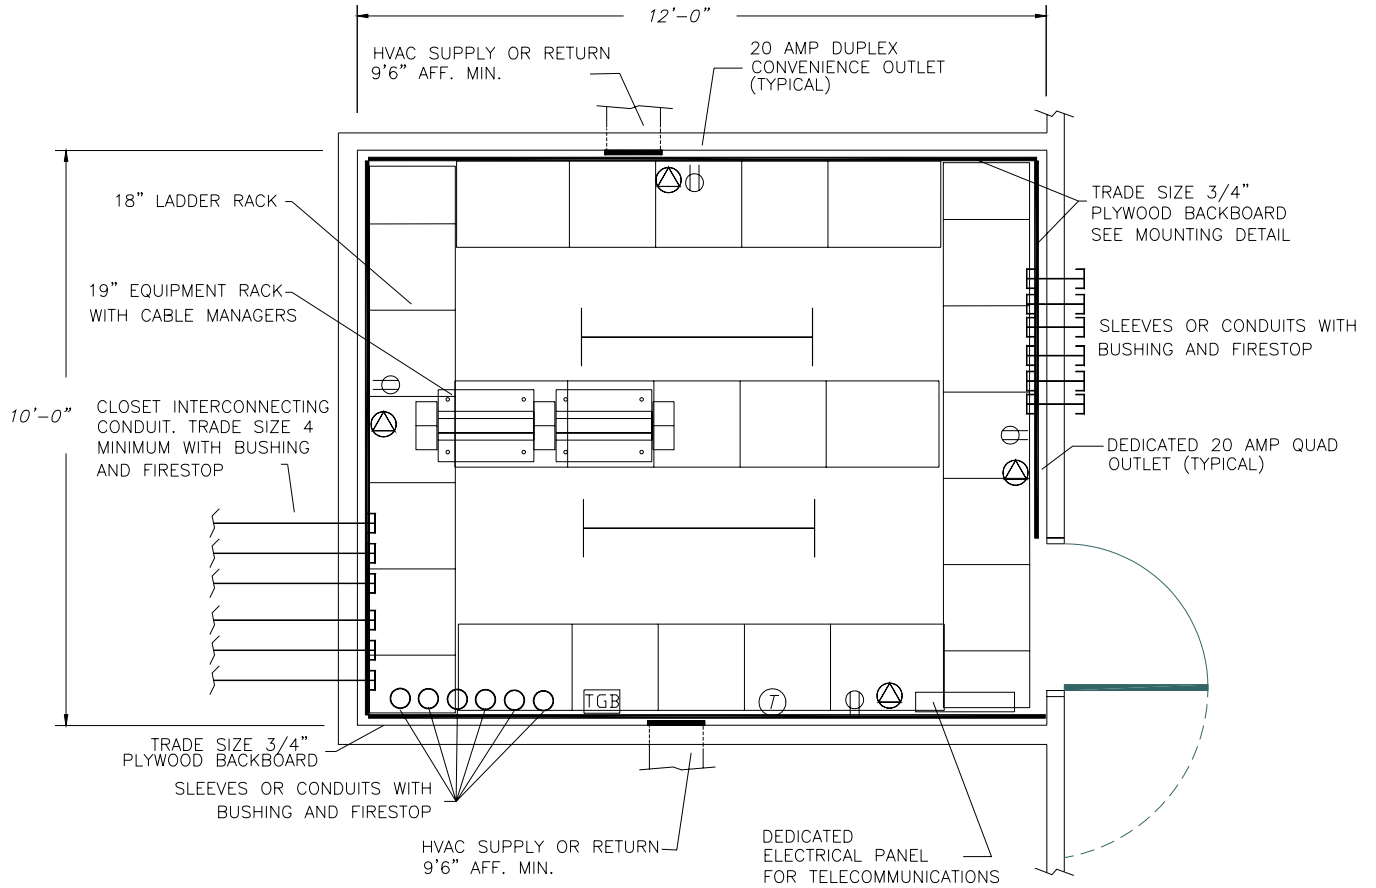 12'-0"
HVAC SUPPLY OR RETURN
9'6" AFF. MIN.
20 AMP DUPLEX
CONVENIENCE OUTLET
(TYPICAL)
18" LADDER RACK
TRADE SIZE 3/4"
PLYWOOD BACKBOARD
SEE MOUNTING DETAIL
19" EQUIPMENT RACK
WITH CABLE MANAGERS
SLEEVES OR CONDUITS WITH
BUSHING AND FIRESTOP
10'-0"
CLOSET INTERCONNECTING
CONDUIT. TRADE SIZE 4
MINIMUM WITH BUSHING
AND FIRESTOP
DEDICATED 20 AMP QUAD
OUTLET (TYPICAL)
TGB
T
TRADE SIZE 3/4"
PLYWOOD BACKBOARD
SLEEVES OR CONDUITS WITH
BUSHING AND FIRESTOP
HVAC SUPPLY OR RETURN
9'6" AFF. MIN.
DEDICATED
ELECTRICAL PANEL
FOR TELECOMMUNICATIONS